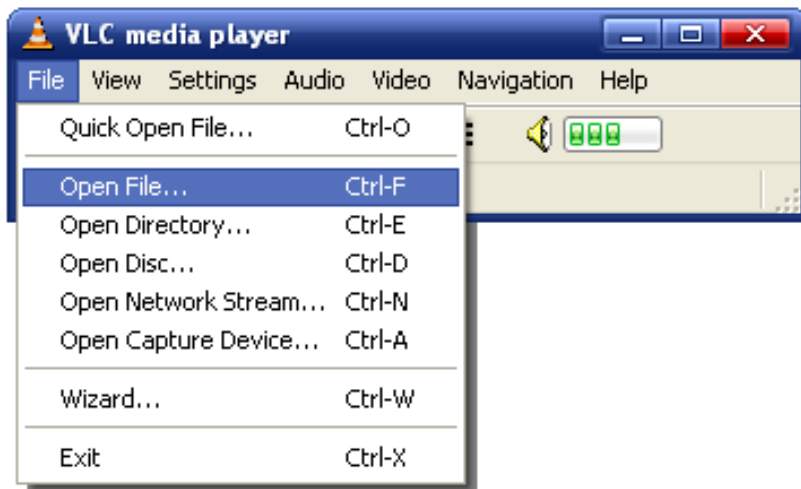 VLC media player
File View Settings Audio Video Navigation Help
Quick Open File... Ctrl-O
Open File... Ctrl-F
Open Directory... Ctrl-E
Open Disc... Ctrl-D
Open Network Stream... Ctrl-N
Open Capture Device... Ctrl-A
Wizard... Ctrl-W
Exit Ctrl-X